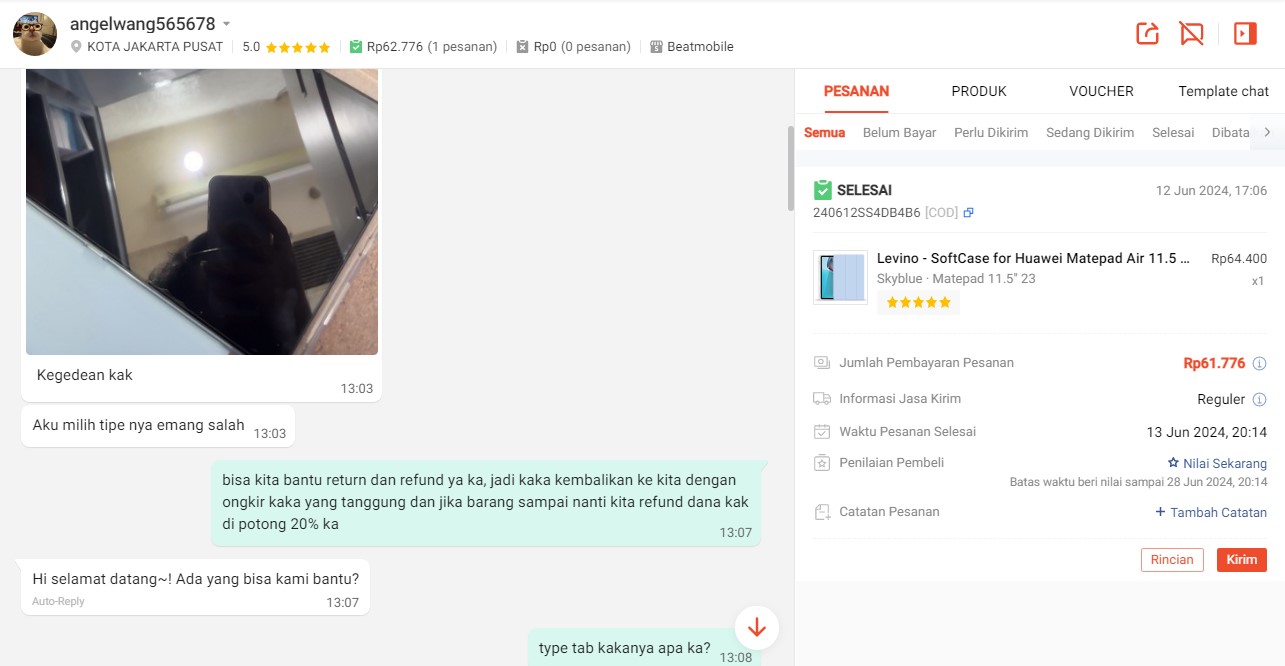 angelwang565678
KOTA JAKARTA PUSAT
5.0
Rp62.776 (1 pesanan)
Rp0 (0 pesanan)
Beatmobile
Kegedean kak
13:03
Aku milih tipe nya emang salah
13:03
bisa kita bantu return dan refund ya ka, jadi kaka kembalikan ke kita dengan
ongkir kaka yang tanggung dan jika barang sampai nanti kita refund dana kak
di potong 20% ka
13:07
Hi selamat datang~! Ada yang bisa kami bantu?
Auto-Reply
13:07
type tab kakanya apa ka?
13:08
PESANAN
PRODUK
VOUCHER
Template chat
Semua
Belum Bayar
Perlu Dikirim
Sedang Dikirim
Selesai
Dibata
SELESAI
12 Jun 2024, 17:06
240612SS4DB4B6 [COD]
Levino - SoftCase for Huawei Matepad Air 11.5 ...
Rp64.400
Skyblue · Matepad 11.5" 23
x1
Jumlah Pembayaran Pesanan
Rp61.776
Informasi Jasa Kirim
Reguler
Waktu Pesanan Selesai
13 Jun 2024, 20:14
Penilaian Pembeli
Nilai Sekarang
Batas waktu beri nilai sampai 28 Jun 2024, 20:14
Catatan Pesanan
+ Tambah Catatan
Rincian
Kirim